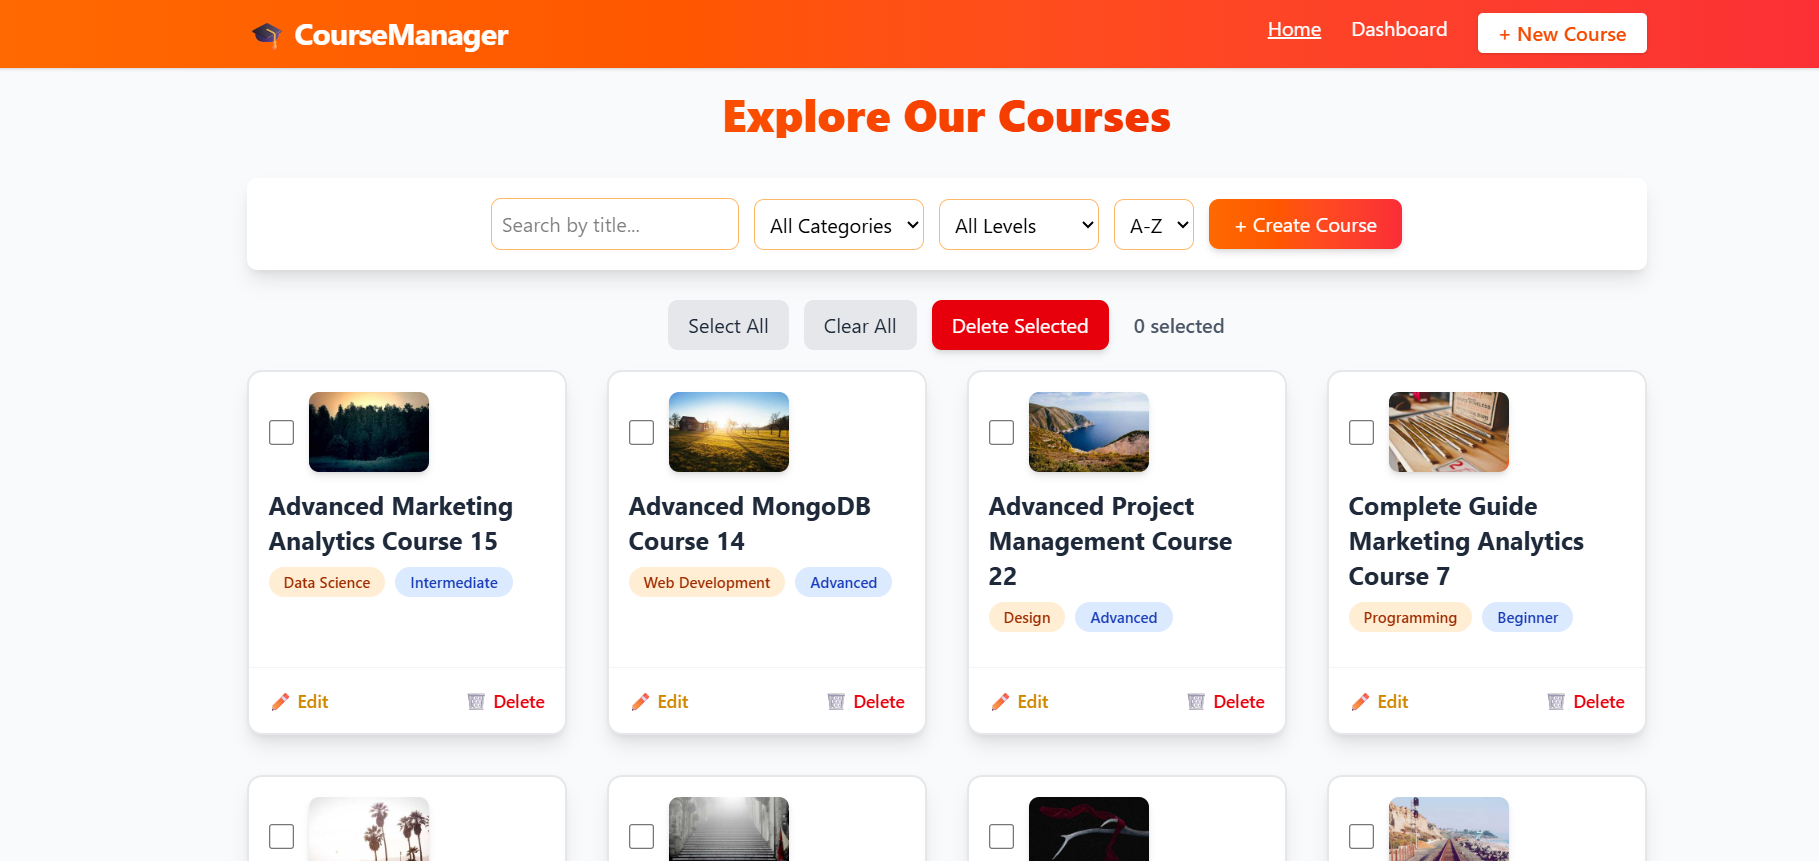 CourseManager
Home
Dashboard
+ New Course
Explore Our Courses
Search by title...
All Categories
All Levels
A-Z
+ Create Course
Select All
Clear All
Delete Selected
0 selected
Advanced Marketing
Analytics Course 15
Data Science
Intermediate
Edit
Delete
Advanced MongoDB
Course 14
Web Development
Advanced
Edit
Delete
Advanced Project
Management Course
22
Design
Advanced
Edit
Delete
Complete Guide
Marketing Analytics
Course 7
Programming
Beginner
Edit
Delete